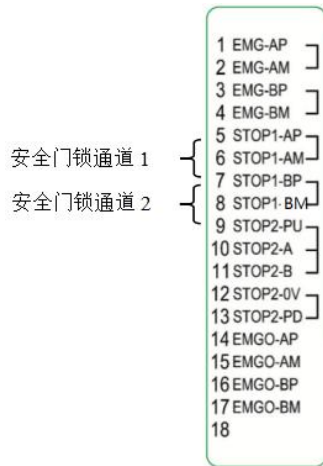 1 EMG-AP
2 EMG-AM
3 EMG-BP
4 EMG-BM
5 STOP1-AP
安全门锁通道 1
6 STOP1-AM
7 STOP1-BP
安全门锁通道 2
8 STOP1-BM
9 STOP2-PU
10 STOP2-A
11 STOP2-B
12 STOP2-0V
13 STOP2-PD
14 EMGO-AP
15 EMGO-AM
16 EMGO-BP
17 EMGO-BM
18